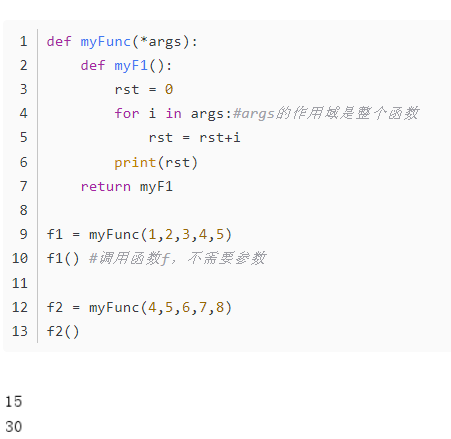 1 def myFunc(*args):
2     def myF1():
3         rst = 0
4         for i in args:#args的作用域是整个函数
5             rst = rst+i
6         print(rst)
7     return myF1
8
9 f1 = myFunc(1,2,3,4,5)
10 f1() #调用函数f，不需要参数
11
12 f2 = myFunc(4,5,6,7,8)
13 f2()
15
30